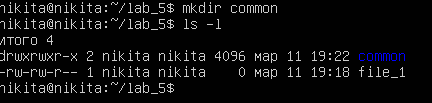 nikita@nikita:~/lab_5$ mkdir common
nikita@nikita:~/lab_5$ ls -l
итого 4
drwxrwxr-x 2 nikita nikita 4096 мар 11 19:22 common
-rw-rw-r-- 1 nikita nikita 0 мар 11 19:18 file_1
nikita@nikita:~/lab_5$